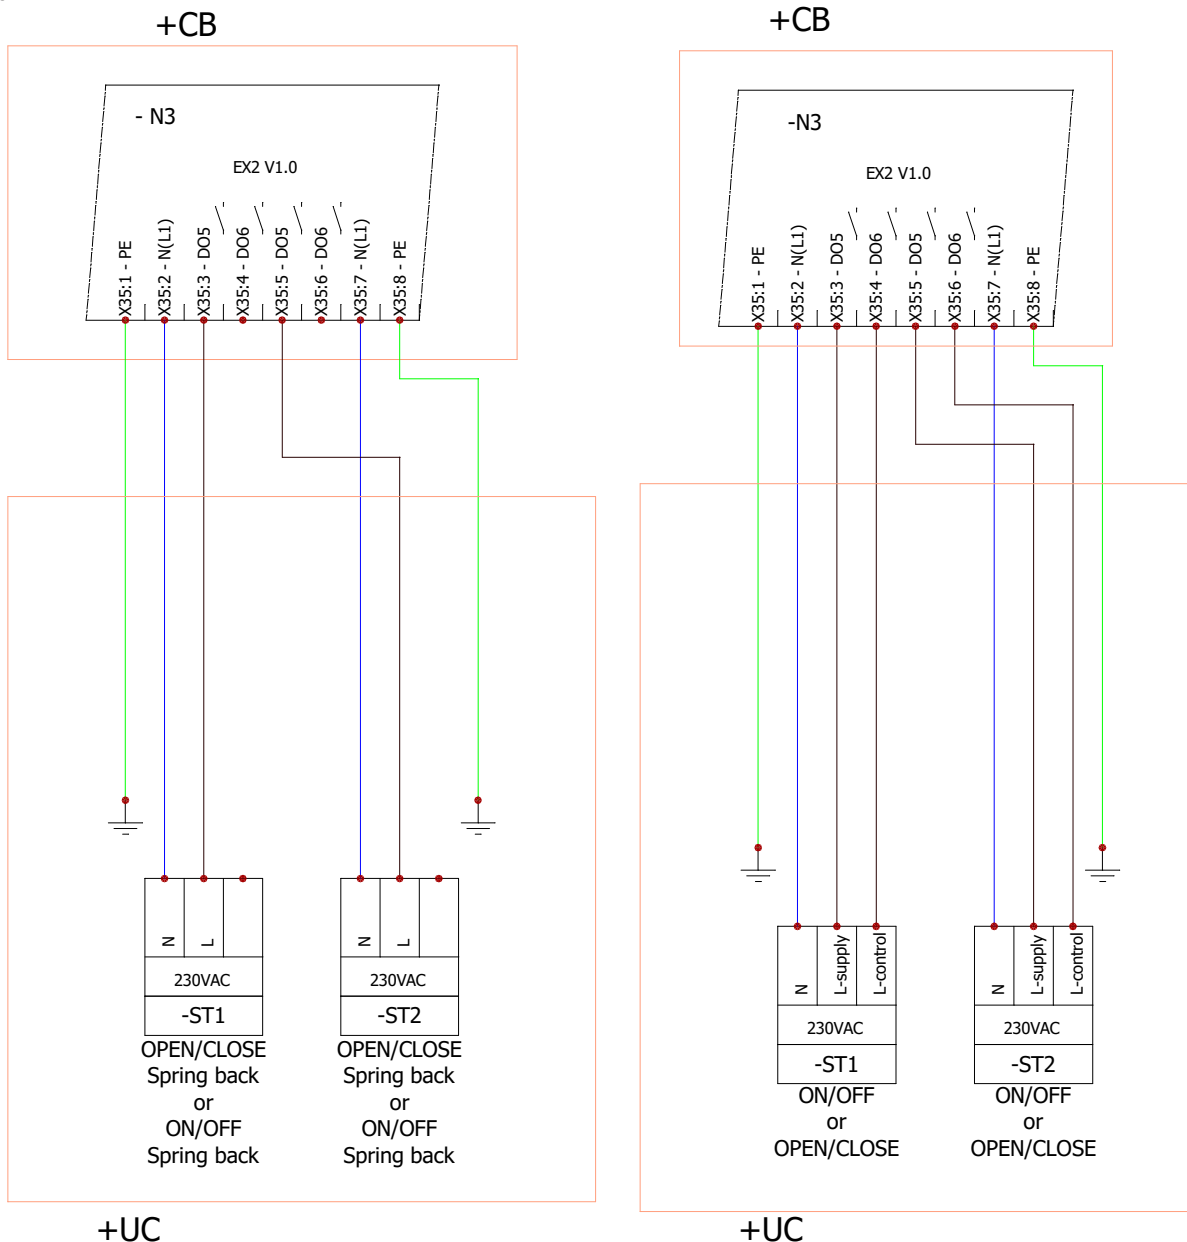 +CB
- N3
EX2 V1.0
X35:1 - PE
X35:2 - N(L1)
X35:3 - DO5
X35:4 - DO6
X35:5 - DO5
X35:6 - DO6
X35:7 - N(L1)
X35:8 - PE
N
L
230VAC
-ST1
OPEN/CLOSE
Spring back
or
ON/OFF
Spring back
N
L
230VAC
-ST2
OPEN/CLOSE
Spring back
or
ON/OFF
Spring back
+UC
+CB
-N3
EX2 V1.0
X35:1 - PE
X35:2 - N(L1)
X35:3 - DO5
X35:4 - DO6
X35:5 - DO5
X35:6 - DO6
X35:7 - N(L1)
X35:8 - PE
N
L-supply
L-control
230VAC
-ST1
ON/OFF
or
OPEN/CLOSE
N
L-supply
L-control
230VAC
-ST2
ON/OFF
or
OPEN/CLOSE
+UC